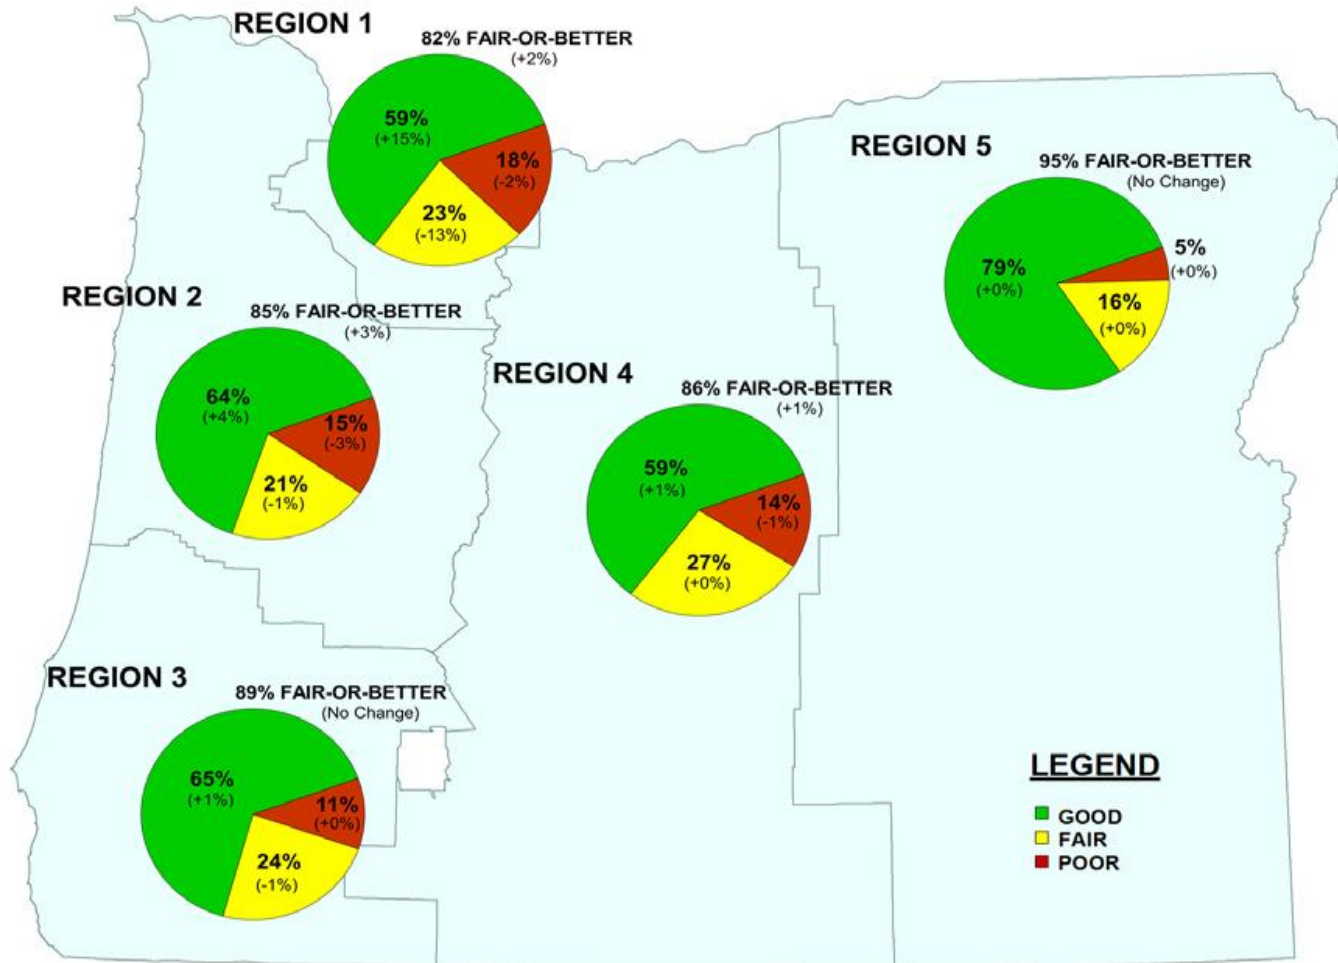 REGION 1
82% FAIR-OR-BETTER
(+2%)
59%
(+15%)
18%
(-2%)
23%
(-13%)
REGION 5
95% FAIR-OR-BETTER
(No Change)
79%
(+0%)
5%
(+0%)
16%
(+0%)
REGION 2
85% FAIR-OR-BETTER
(+3%)
64%
(+4%)
15%
(-3%)
21%
(-1%)
REGION 4
86% FAIR-OR-BETTER
(+1%)
59%
(+1%)
14%
(-1%)
27%
(+0%)
REGION 3
89% FAIR-OR-BETTER
(No Change)
65%
(+1%)
11%
(+0%)
24%
(-1%)
LEGEND
GOOD
FAIR
POOR